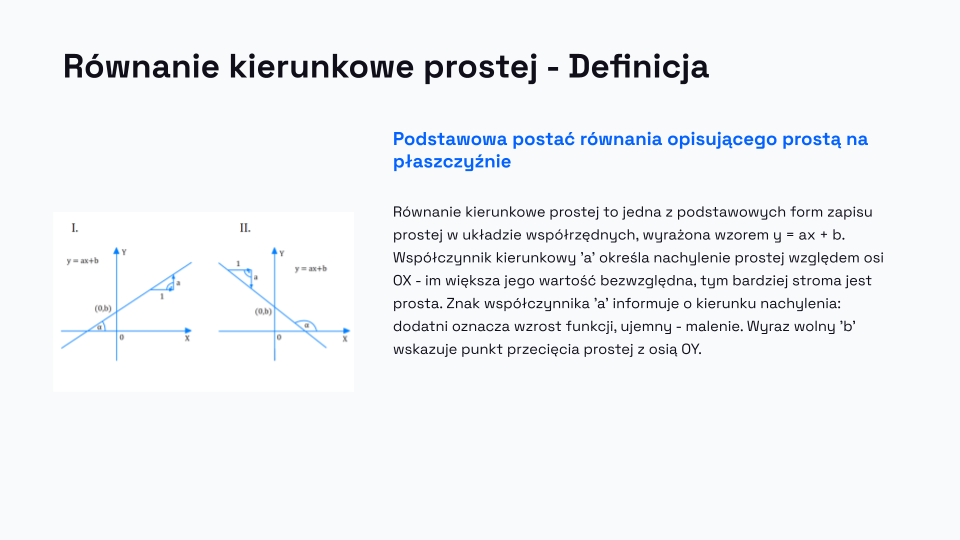 Równanie kierunkowe prostej - Definicja
Podstawowa postać równania opisującego prostą na
płaszczyźnie
Równanie kierunkowe prostej to jedna z podstawowych form zapisu
prostej w układzie współrzędnych, wyrażona wzorem y = ax + b.
Współczynnik kierunkowy 'a' określa nachylenie prostej względem osi
OX - im większa jego wartość bezwzględna, tym bardziej stroma jest
prosta. Znak współczynnika 'a' informuje o kierunku nachylenia:
dodatni oznacza wzrost funkcji, ujemny - malenie. Wyraz wolny 'b'
wskazuje punkt przecięcia prostej z osią OY.
I.
y = ax+b
Y
a
1
(0,b)
α
0
X
II.
1
Y
a
y = ax+b
(0,b)
α
0
X